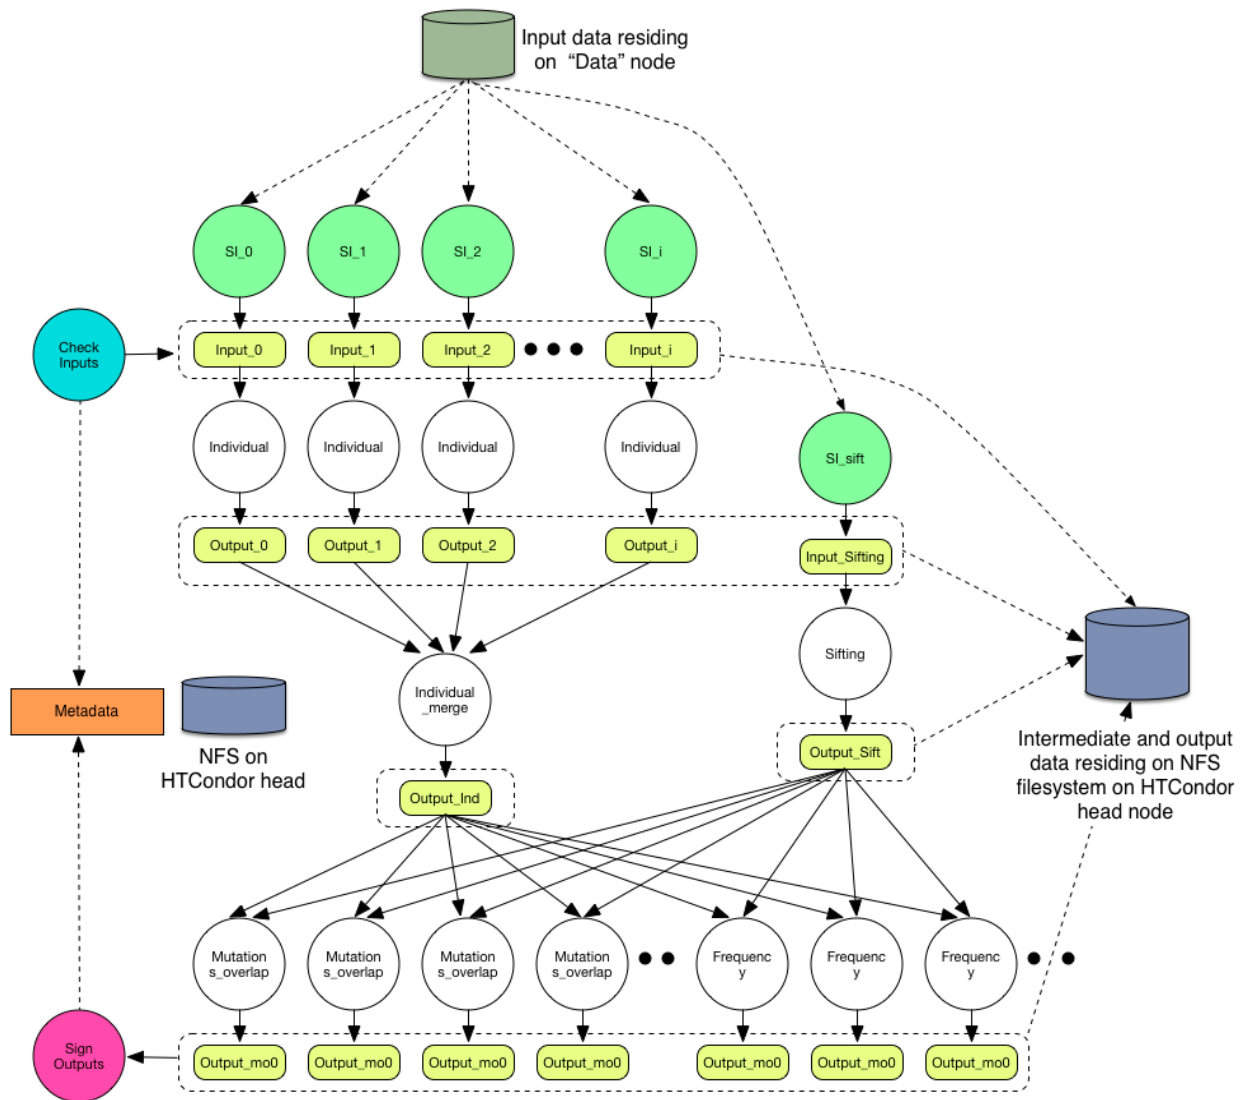 Input data residing
on “Data” node
SI_0
SI_1
SI_2
SI_i
Check
Inputs
Input_0
Input_1
Input_2
Input_i
Individual
Individual
Individual
Individual
SI_sift
Output_0
Output_1
Output_2
Output_i
Input_Sifting
Sifting
Individual
_merge
Metadata
NFS on
HTCondor head
Output_Sift
Intermediate and output
data residing on NFS
filesystem on HTCondor
head node
Output_Ind
Mutation
s_overlap
Mutation
s_overlap
Mutation
s_overlap
Mutation
s_overlap
Frequenc
y
Frequenc
y
Frequenc
y
Sign
Outputs
Output_mo0
Output_mo0
Output_mo0
Output_mo0
Output_mo0
Output_mo0
Output_mo0